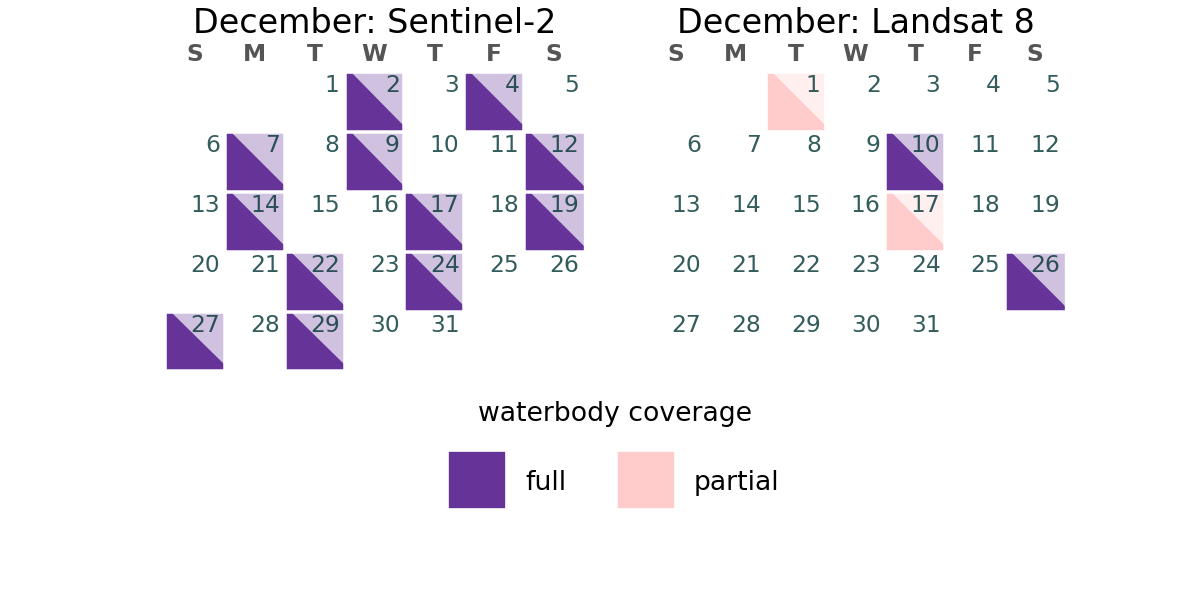 December: Sentinel-2
S M T W T F S
1 2 3 4 5
6 7 8 9 10 11 12
13 14 15 16 17 18 19
20 21 22 23 24 25 26
27 28 29 30 31
December: Landsat 8
S M T W T F S
1 2 3 4 5
6 7 8 9 10 11 12
13 14 15 16 17 18 19
20 21 22 23 24 25 26
27 28 29 30 31
waterbody coverage
full partial